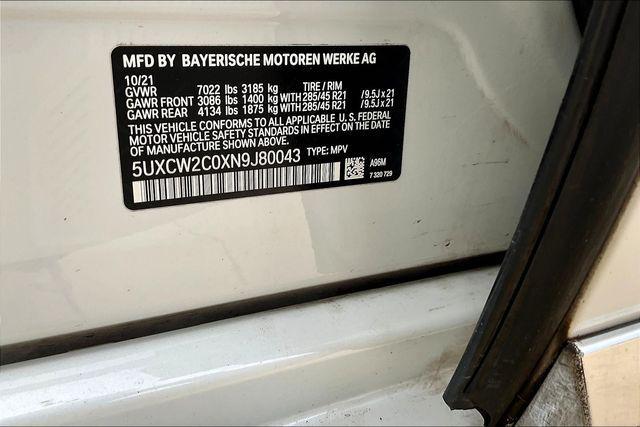 MFD BY BAYERISCHE MOTOREN WERKE AG
10/21
GVWR 7022 lbs 3185 kg TIRE / RIM
GAWR FRONT 3086 lbs 1400 kg WITH 285/45 R21 /9.5J x 21
GAWR REAR 4134 lbs 1875 kg WITH 285/45 R21 /9.5J x 21
THIS VEHICLE CONFORMS TO ALL APPLICABLE U. S. FEDERAL
MOTOR VEHICLE SAFETY STANDARDS IN EFFECT ON THE DATE
OF MANUFACTURE SHOWN ABOVE.
5UXCW2C0XN9J80043 TYPE: MPV
A96M
7 320 729